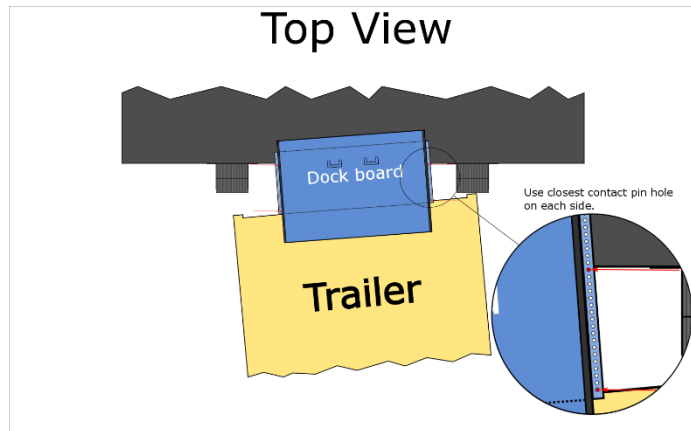 Top View
Dock board
Use closest contact pin hole
on each side.
Trailer